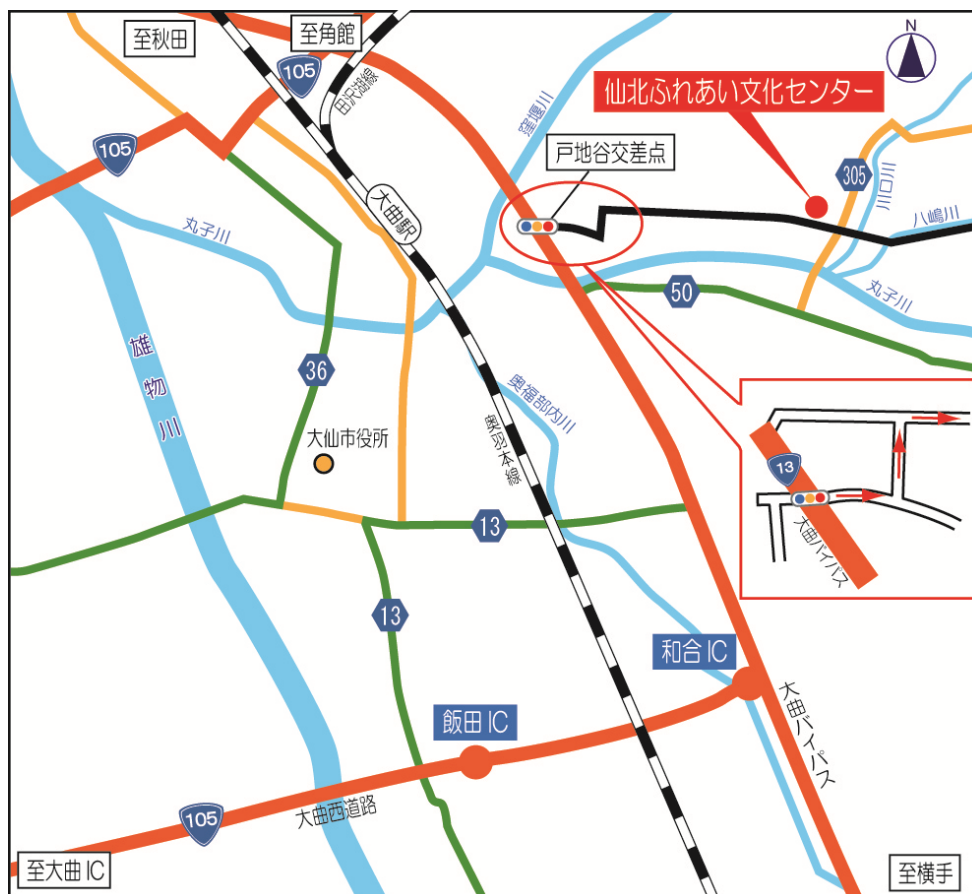 至秋田
至角館
N
105
田沢湖線
窪堰川
仙北ふれあい文化センター
戸地谷交差点
105
305
川口川
大曲駅
八嶋川
丸子川
50
丸子川
雄物川
36
奥福部内川
大仙市役所
奥羽本線
13
大曲バイパス
13
13
和合IC
飯田IC
大曲バイパス
105
大曲西道路
至大曲IC
至横手